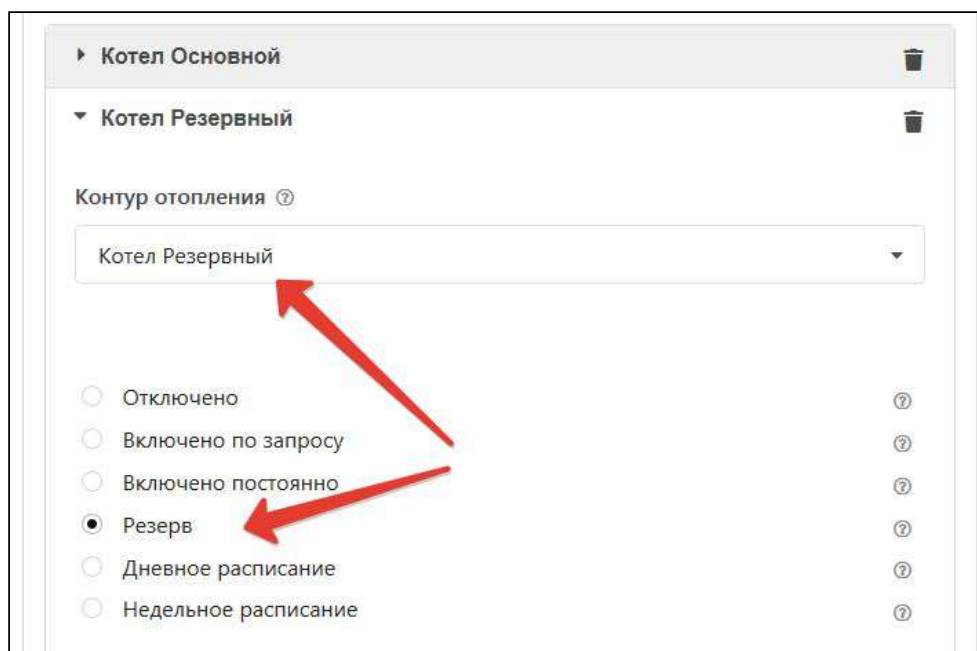 Котел Основной
Котел Резервный
Контур отопления
Котел Резервный
Отключено
Включено по запросу
Включено постоянно
Резерв
Дневное расписание
Недельное расписание